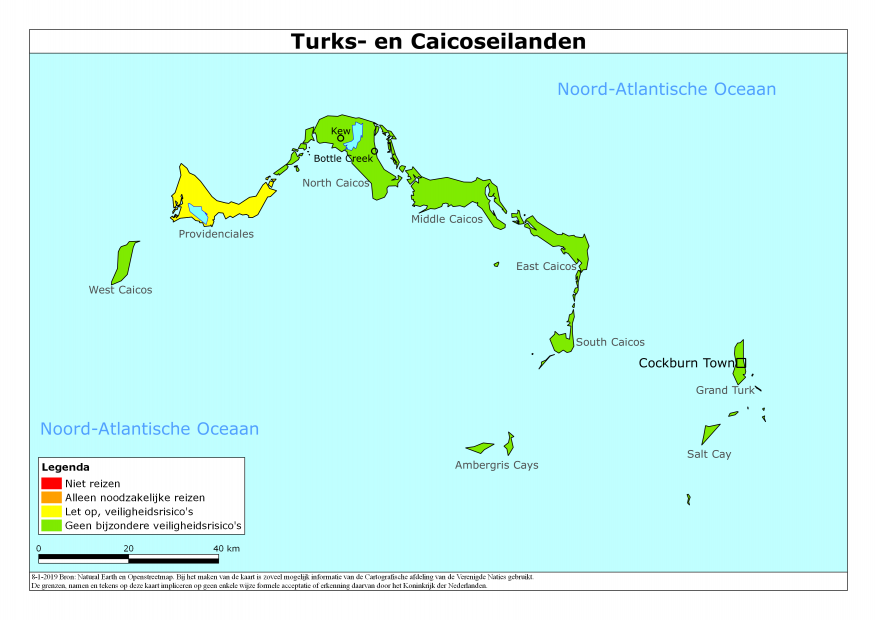 Turks- en Caicoseilanden
Noord-Atlantische Oceaan
Kew
Bottle Creek
North Caicos
Middle Caicos
Providenciales
East Caicos
West Caicos
South Caicos
Cockburn Town
Grand Turk
Noord-Atlantische Oceaan
Salt Cay
Ambergris Cays
Legenda
Niet reizen
Alleen noodzakelijke reizen
Let op, veiligheidsrisico's
Geen bijzondere veiligheidsrisico's
0 20 40 km
8-1-2019 Bron: Natural Earth en Openstreetmap. Bij het maken van de kaart is zoveel mogelijk informatie van de Cartografische afdeling van de Verenigde Naties gebruikt.
De grenzen, namen en tekens op deze kaart impliceren op geen enkele wijze formele acceptatie of erkenning daarvan door het Koninkrijk der Nederlanden.